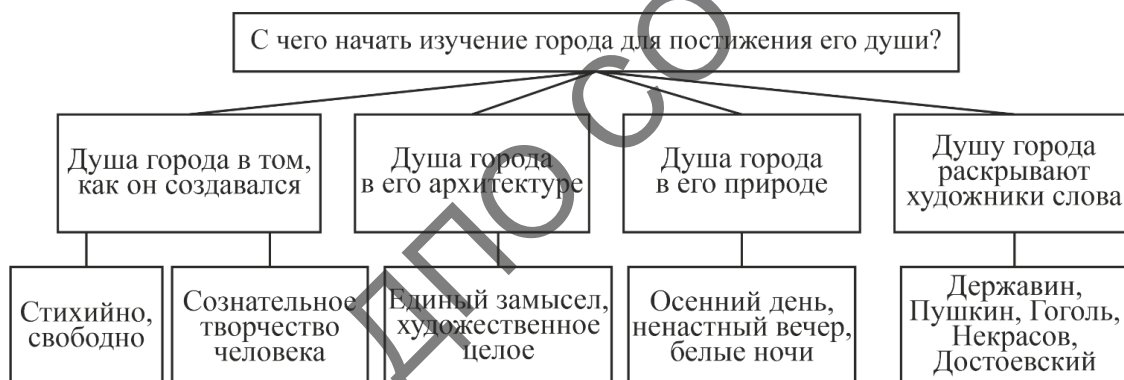 С чего начать изучение города для постижения его души?
Душа города в том,
как он создавался
Душа города
в его архитектуре
Душа города
в его природе
Душу города
раскрывают
художники слова
Стихийно,
свободно
Сознательное
творчество
человека
Единый замысел,
художественное
целое
Осенний день,
ненастный вечер,
белые ночи
Державин,
Пушкин, Гоголь,
Некрасов,
Достоевский
ДПО СО